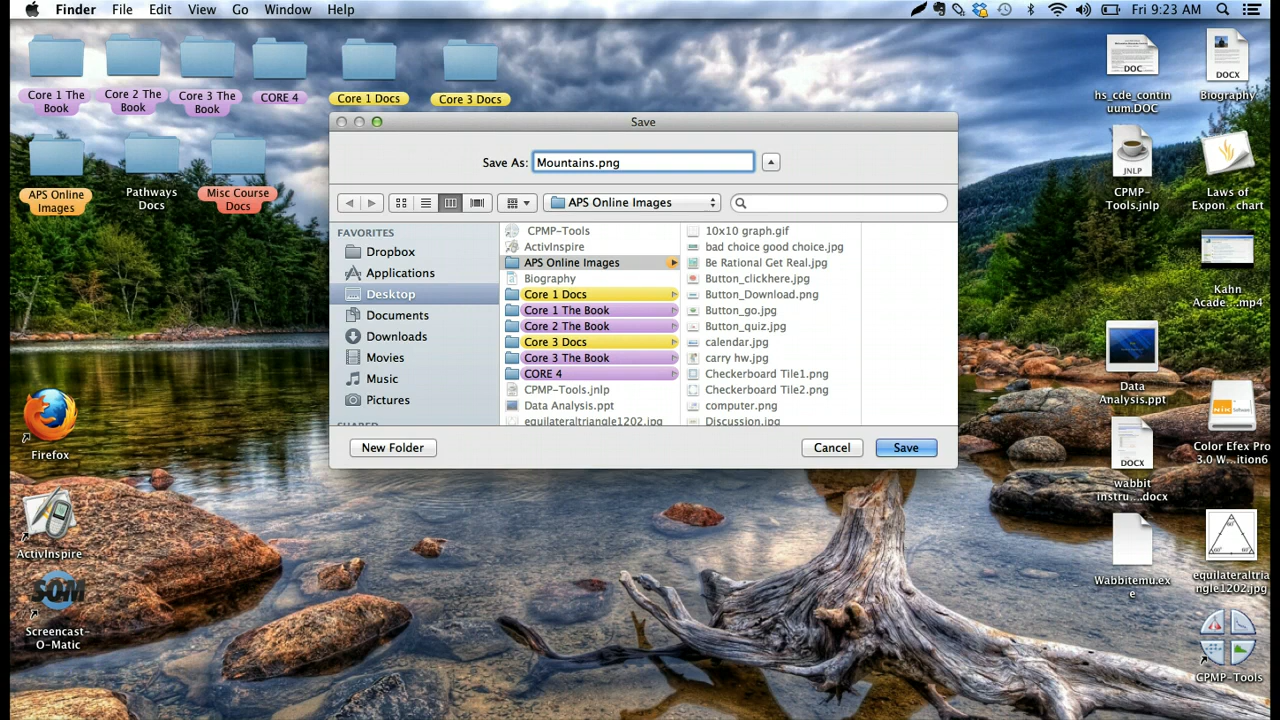 Finder File Edit View Go Window Help Fri 9:23 AM
Core 1 The
Book
Core 2 The
Book
Core 3 The
Book
CORE 4
Core 1 Docs
Core 3 Docs
APS Online
Images
Pathways
Docs
Misc Course
Docs
Firefox
ActivInspire
SOM
Screencast-
O-Matic
Save
Save As: Mountains.png
APS Online Images
FAVORITES
Dropbox
Applications
Desktop
Documents
Downloads
Movies
Music
Pictures
SHARED
CPMP-Tools
ActivInspire
APS Online Images
Biography
Core 1 Docs
Core 1 The Book
Core 2 The Book
Core 3 Docs
Core 3 The Book
CORE 4
CPMP-Tools.jnlp
Data Analysis.ppt
equilateraltriangle1202.jpg
10x10 graph.gif
bad choice good choice.jpg
Be Rational Get Real.jpg
Button_clickhere.jpg
Button_Download.png
Button_go.jpg
Button_quiz.jpg
calendar.jpg
carry hw.jpg
Checkerboard Tile1.png
Checkerboard Tile2.png
computer.png
Discussion.jpg
New Folder Cancel Save
DOC
hs_cde_contin
uum.DOC
DOCX
Biography
JNLP
CPMP-
Tools.jnlp
Laws of
Expon...chart
Kahn
Acade...mp4
Data
Analysis.ppt
Color Efex Pro
3.0 W...ition6
DOCX
wabbit
instru...docx
Wabbitemu.ex
e
equilateraltria
ngle1202.jpg
CPMP-Tools